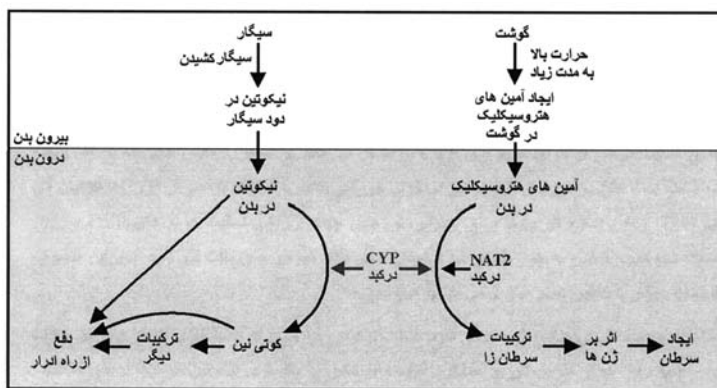 سیگار
سیگار کشیدن
نیکوتین در
دود سیگار
گوشت
حرارت بالا
به مدت زیاد
ایجاد آمین های
هتروسیکلیک
در گوشت
بیرون بدن
درون بدن
نیکوتین
در بدن
آمین های هتروسیکلیک
در بدن
CYP
درکبد
NAT2
درکبد
دفع
از راه ادرار
ترکیبات
دیگر
کوتی نین
ترکیبات
سرطان زا
اثر بر
ژن ها
ایجاد
سرطان